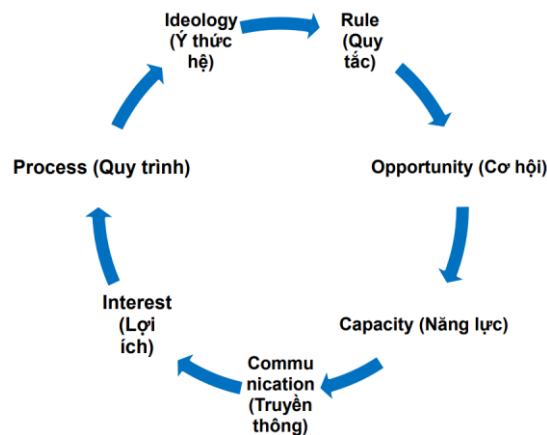 Ideology
(Ý thức
hệ)
Rule
(Quy
tắc)
Opportunity (Cơ hội)
Capacity (Năng lực)
Commu
nication
(Truyền
thông)
Interest
(Lợi
ích)
Process (Quy trình)